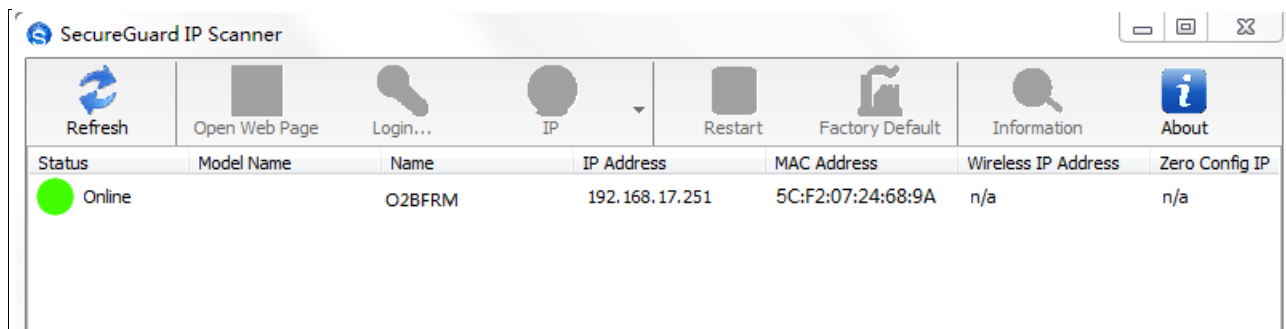 SecureGuard IP Scanner
Refresh Open Web Page Login... IP Restart Factory Default Information About
Status Model Name Name IP Address MAC Address Wireless IP Address Zero Config IP
Online O2BFRM 192.168.17.251 5C:F2:07:24:68:9A n/a n/a